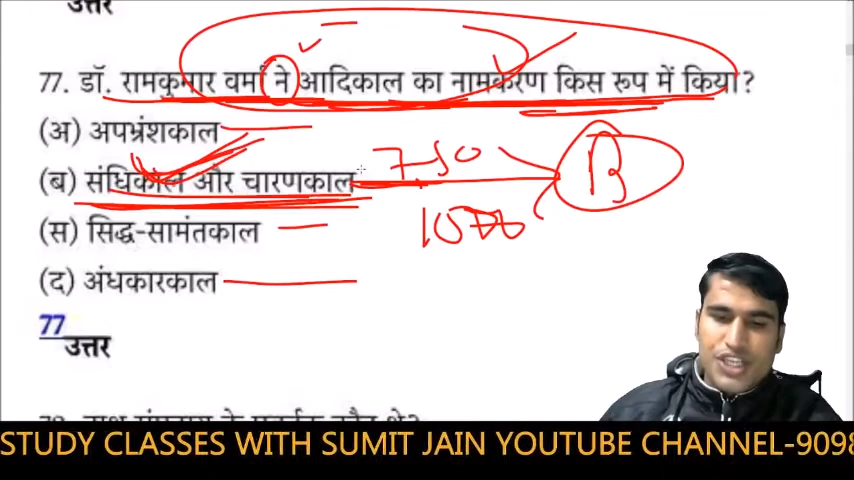 उत्तर
77. डॉ. रामकुमार वर्मा ने आदिकाल का नामकरण किस रूप में किया?
(अ) अपभ्रंशकाल
(ब) संधिकाल और चारणकाल
750
B
(स) सिद्ध-सामंतकाल
(द) अंधकारकाल
77
उत्तर
STUDY CLASSES WITH SUMIT JAIN YOUTUBE CHANNEL-9098